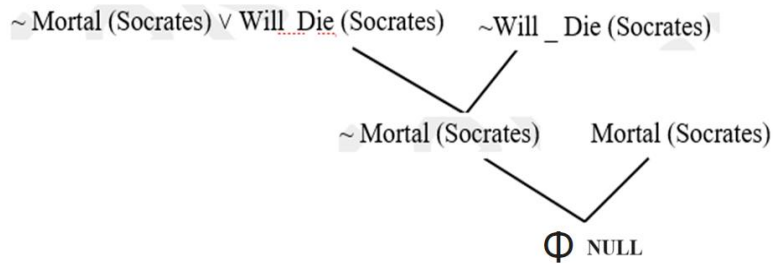 ~ Mortal (Socrates) ∨ Will_Die (Socrates) ~Will _ Die (Socrates)
~ Mortal (Socrates) Mortal (Socrates)
Φ NULL